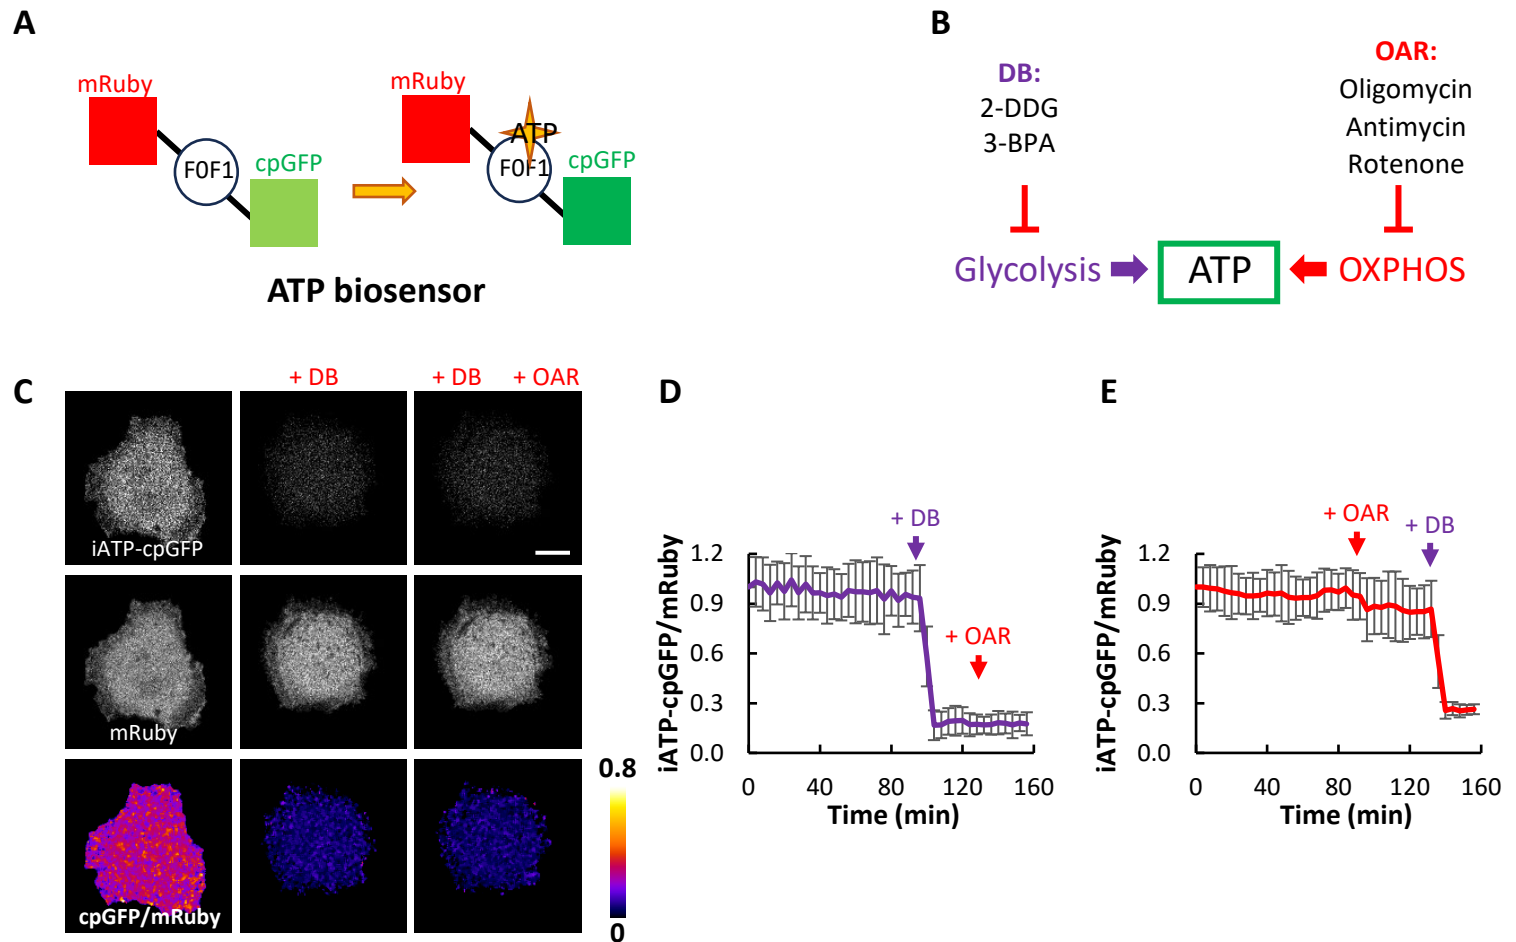 A
mRuby
F0F1
cpGFP
mRuby
ATP
F0F1
cpGFP
ATP biosensor
B
DB:
2-DDG
3-BPA
OAR:
Oligomycin
Antimycin
Rotenone
Glycolysis
ATP
OXPHOS
C
+ DB
+ DB + OAR
iATP-cpGFP
mRuby
cpGFP/mRuby
0.8
0
D
+ DB
+ OAR
iATP-cpGFP/mRuby
1.2
0.9
0.6
0.3
0.0
0 40 80 120 160
Time (min)
E
+ OAR
+ DB
iATP-cpGFP/mRuby
1.2
0.9
0.6
0.3
0.0
0 40 80 120 160
Time (min)